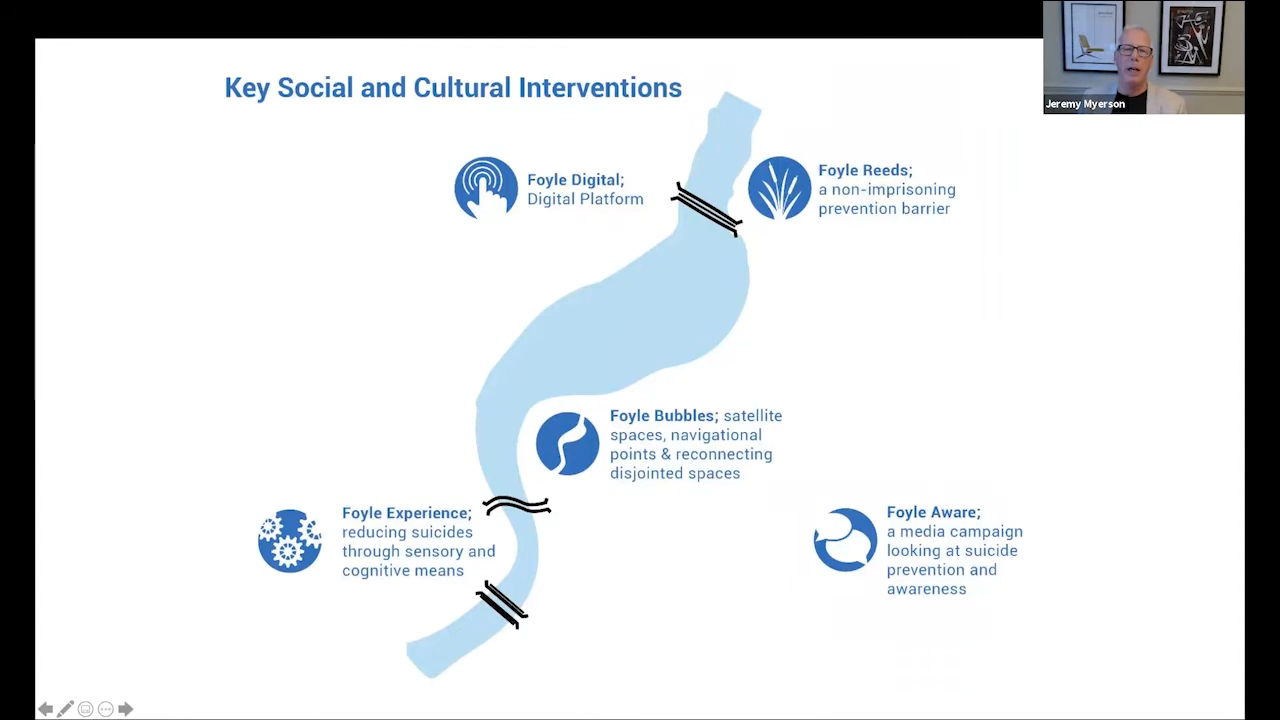 Key Social and Cultural Interventions
Jeremy Myerson
Foyle Digital;
Digital Platform
Foyle Reeds;
a non-imprisoning
prevention barrier
Foyle Bubbles; satellite
spaces, navigational
points & reconnecting
disjointed spaces
Foyle Experience;
reducing suicides
through sensory and
cognitive means
Foyle Aware;
a media campaign
looking at suicide
prevention and
awareness